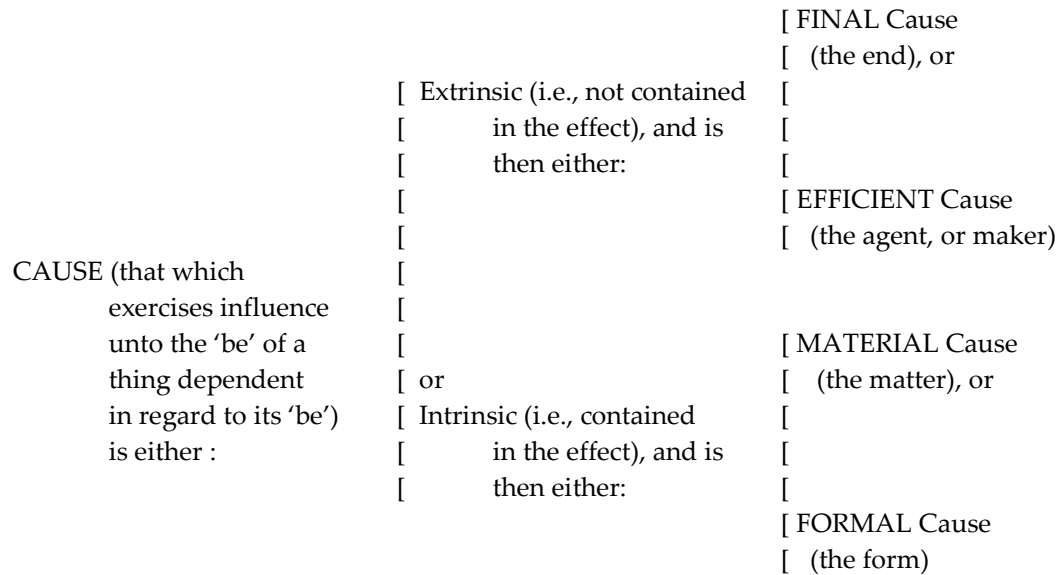 [ FINAL Cause
[ (the end), or
[ Extrinsic (i.e., not contained [
[ in the effect), and is [
[ then either: [
[ [ EFFICIENT Cause
[ [ (the agent, or maker)
CAUSE (that which [
exercises influence [
unto the ‘be’ of a [ [ MATERIAL Cause
thing dependent [ or [ (the matter), or
in regard to its ‘be’) [ Intrinsic (i.e., contained [
is either : [ in the effect), and is [
[ then either: [
[ FORMAL Cause
[ (the form)